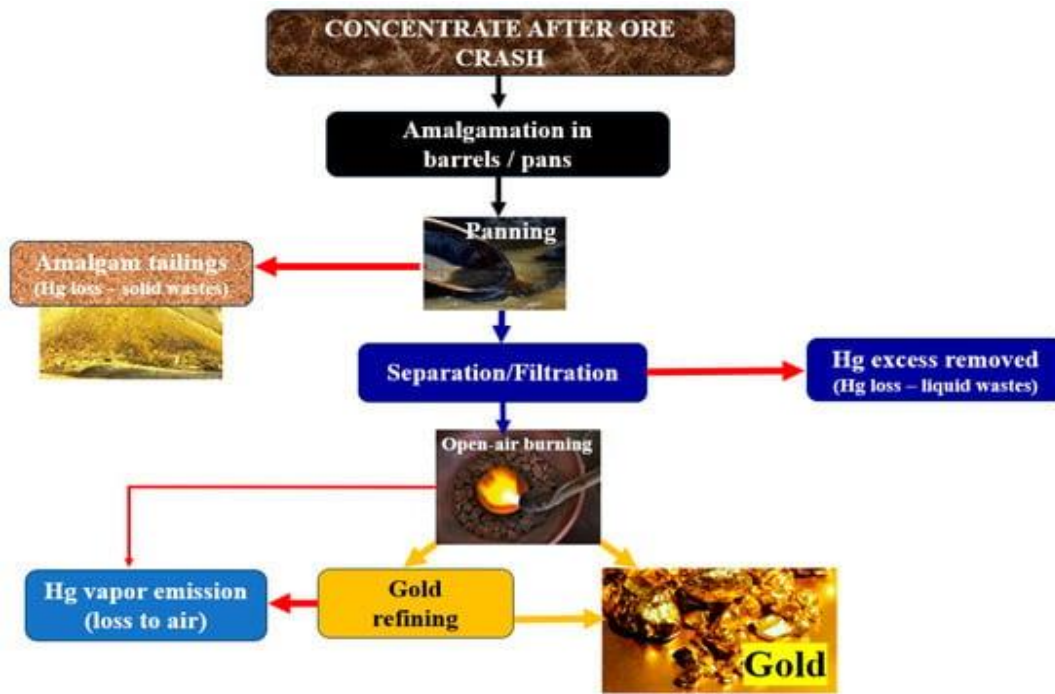 CONCENTRATE AFTER ORE
CRASH
Amalgamation in
barrels / pans
Panning
Amalgam tailings
(Hg loss – solid wastes)
Separation/Filtration
Hg excess removed
(Hg loss – liquid wastes)
Open-air burning
Hg vapor emission
(loss to air)
Gold
refining
Gold